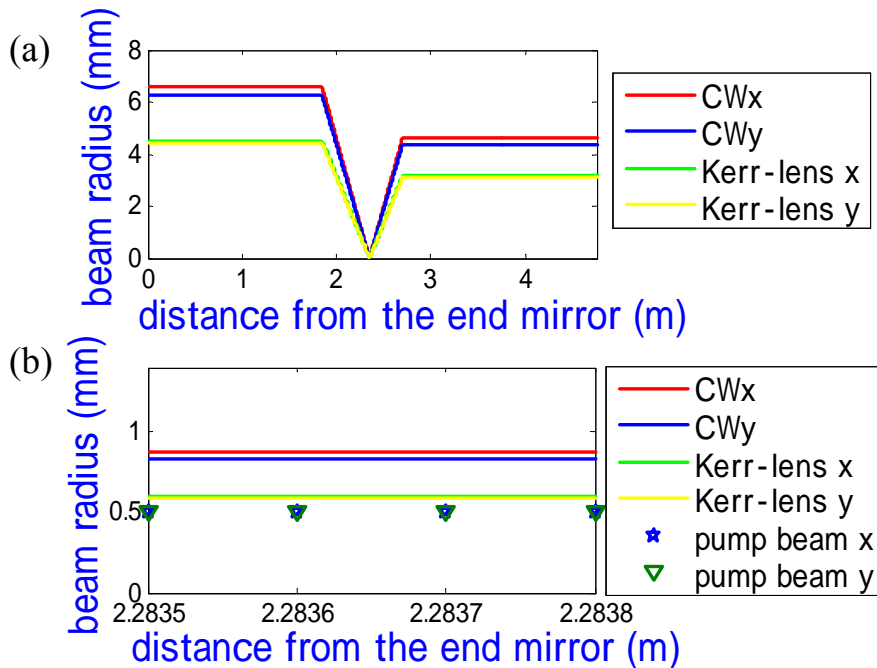 (a)
beam radius (mm)
8
6
4
2
0
0 1 2 3 4
distance from the end mirror (m)
CWx
CWy
Kerr-lens x
Kerr-lens y
(b)
beam radius (mm)
1
0.5
0
2.2835 2.2836 2.2837 2.2838
distance from the end mirror (m)
CWx
CWy
Kerr-lens x
Kerr-lens y
pump beam x
pump beam y